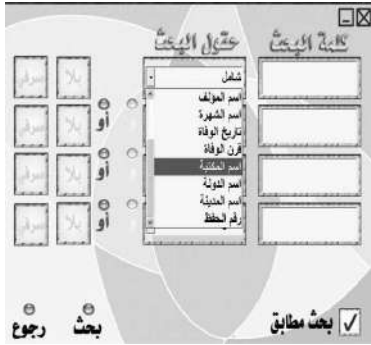 كلمة البحث حقول البحث
شامل
اسم المؤلف
اسم الشهرة
تاريخ الوفاة
قرن الوفاة
اسم المكتبة
اسم الدولة
اسم المدينة
رقم الحفظ
بلا
أو بلا
أو بلا
أو بلا
بحث مطابق
بحث
رجوع